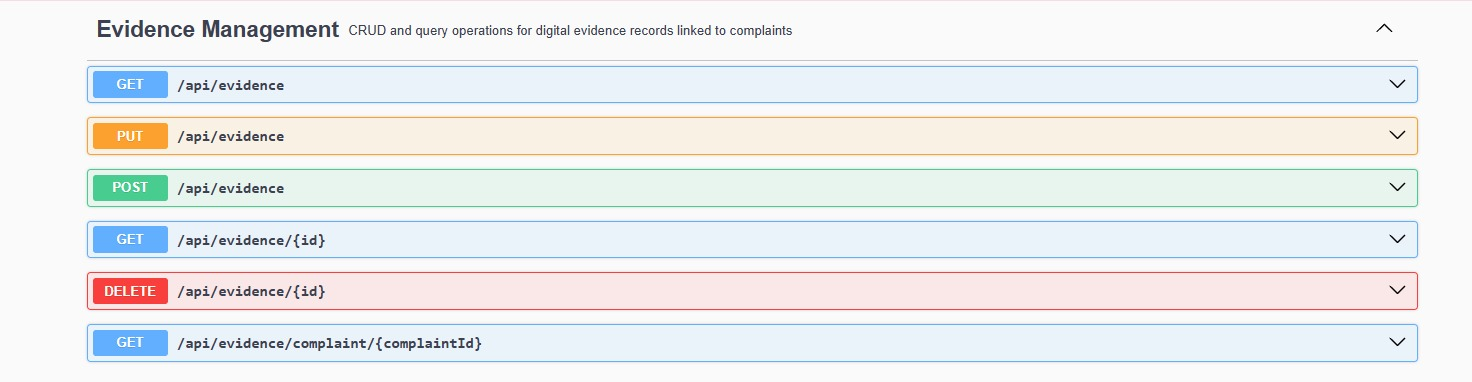 Evidence Management CRUD and query operations for digital evidence records linked to complaints
GET /api/evidence
PUT /api/evidence
POST /api/evidence
GET /api/evidence/{id}
DELETE /api/evidence/{id}
GET /api/evidence/complaint/{complaintId}